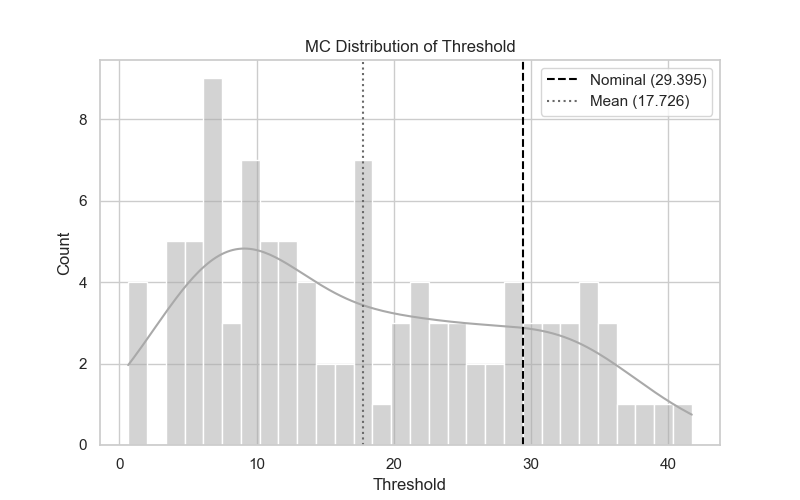 MC Distribution of Threshold
Nominal (29.395)
Mean (17.726)
Count
8
6
4
2
0
0 10 20 30 40
Threshold